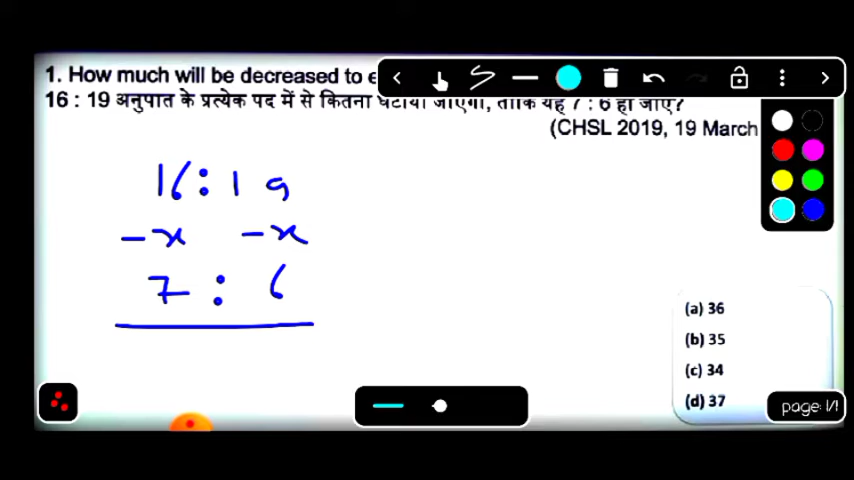 1. How much will be decreased to e
16 : 19 अनुपात के प्रत्येक पद में से कितना घटाया जाएगा, ताकि यह 7 : 6 हो जाए?
(CHSL 2019, 19 March
16 : 19
-x -x
7 : 6
(a) 36
(b) 35
(c) 34
(d) 37
page: 1/1